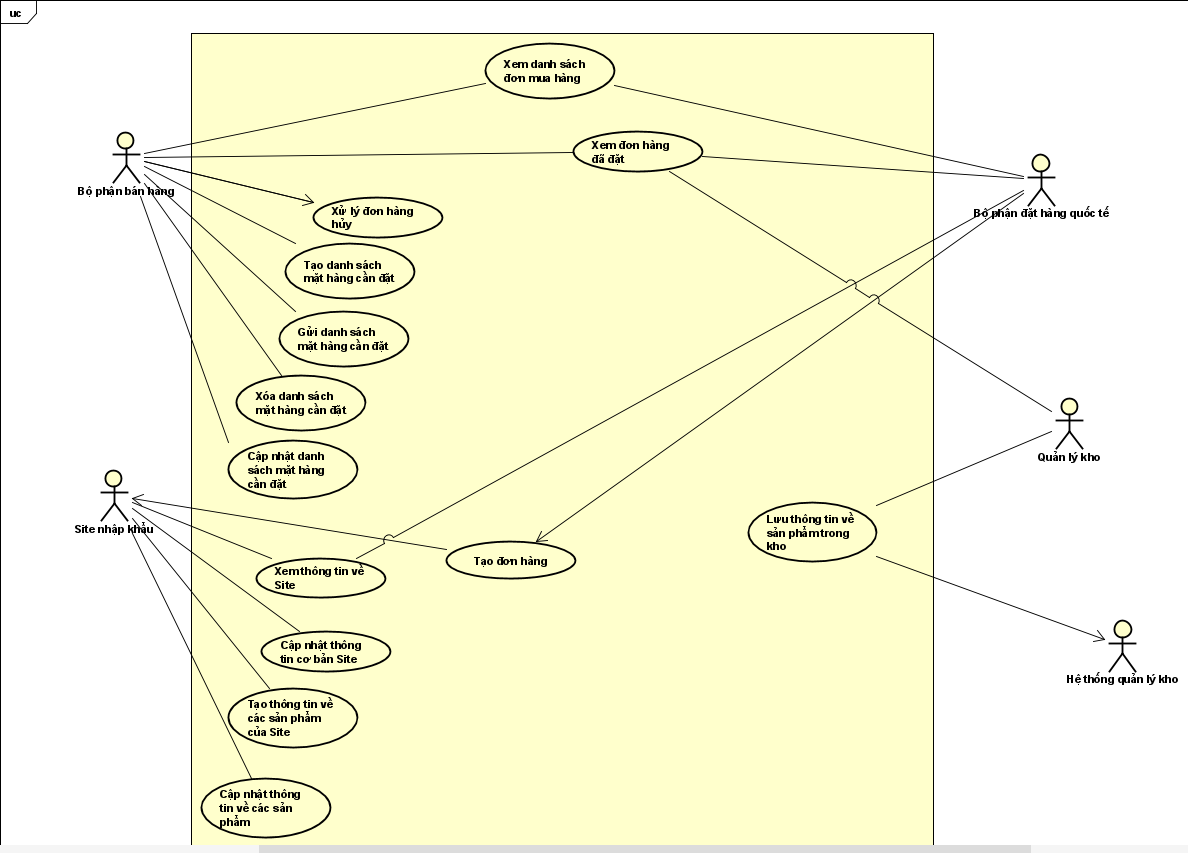 uc
Xem danh sách
đơn mua hàng
Xem đơn hàng
đã đặt
Bộ phận bán hàng
Bộ phận đặt hàng quốc tế
Xử lý đơn hàng
hủy
Tạo danh sách
mặt hàng cần đặt
Gửi danh sách
mặt hàng cần đặt
Xóa danh sách
mặt hàng cần đặt
Cập nhật danh
sách mặt hàng
cần đặt
Quản lý kho
Site nhập khẩu
Lưu thông tin về
sản phẩm trong
kho
Tạo đơn hàng
Xem thông tin về
Site
Cập nhật thông
tin cơ bản Site
Hệ thống quản lý kho
Tạo thông tin về
các sản phẩm
của Site
Cập nhật thông
tin về các sản
phẩm